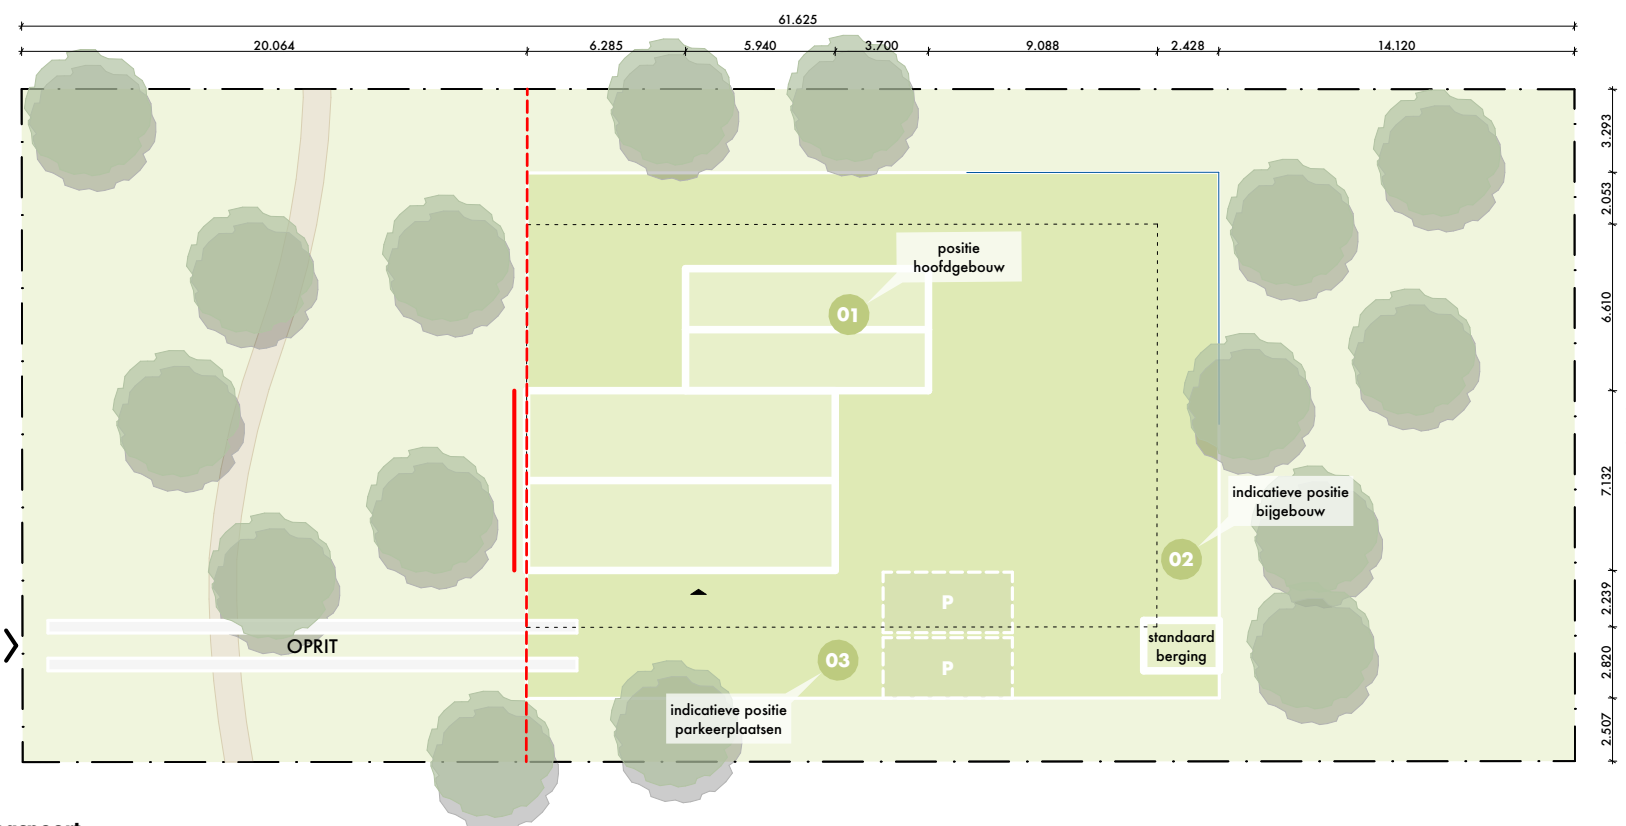 61.625
20.064
6.285
5.940
3.700
9.088
2.428
14.120
3.293
2.053
6.610
7.132
2.239
2.820
2.507
positie
hoofdgebouw
01
indicatieve positie
bijgebouw
02
P
P
standaard
berging
OPRIT
03
indicatieve positie
parkeerplaatsen